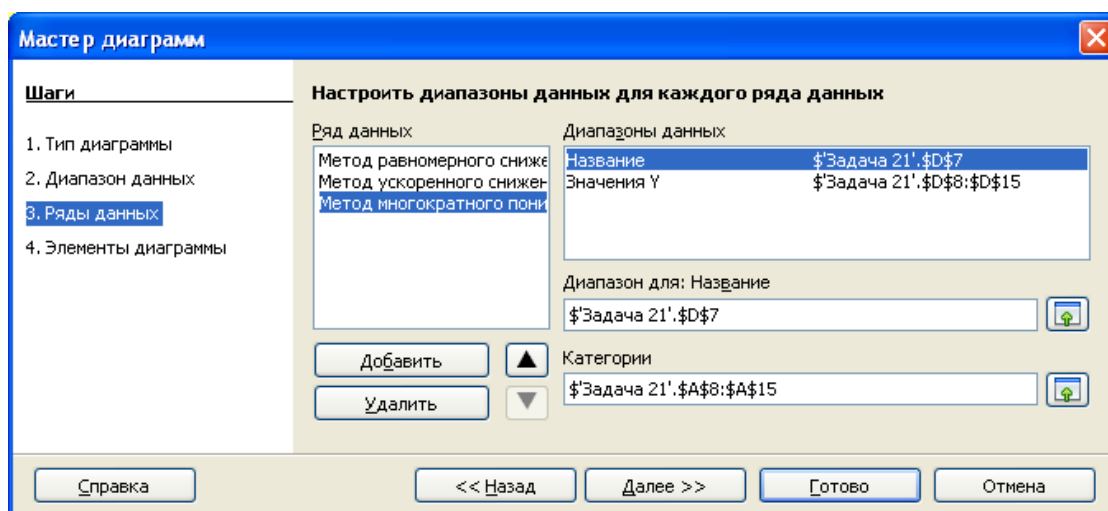 Мастер диаграмм
Шаги
1. Тип диаграммы
2. Диапазон данных
3. Ряды данных
4. Элементы диаграммы
Настроить диапазоны данных для каждого ряда данных
Ряд данных
Метод равномерного сниже
Метод ускоренного снижен
Метод многократного пони
Диапазоны данных
Название $'Задача 21'.$D$7
Значения Y $'Задача 21'.$D$8:$D$15
Диапазон для: Название
$'Задача 21'.$D$7
Добавить
Удалить
Категории
$'Задача 21'.$A$8:$A$15
Справка
<< Назад
Далее >>
Готово
Отмена